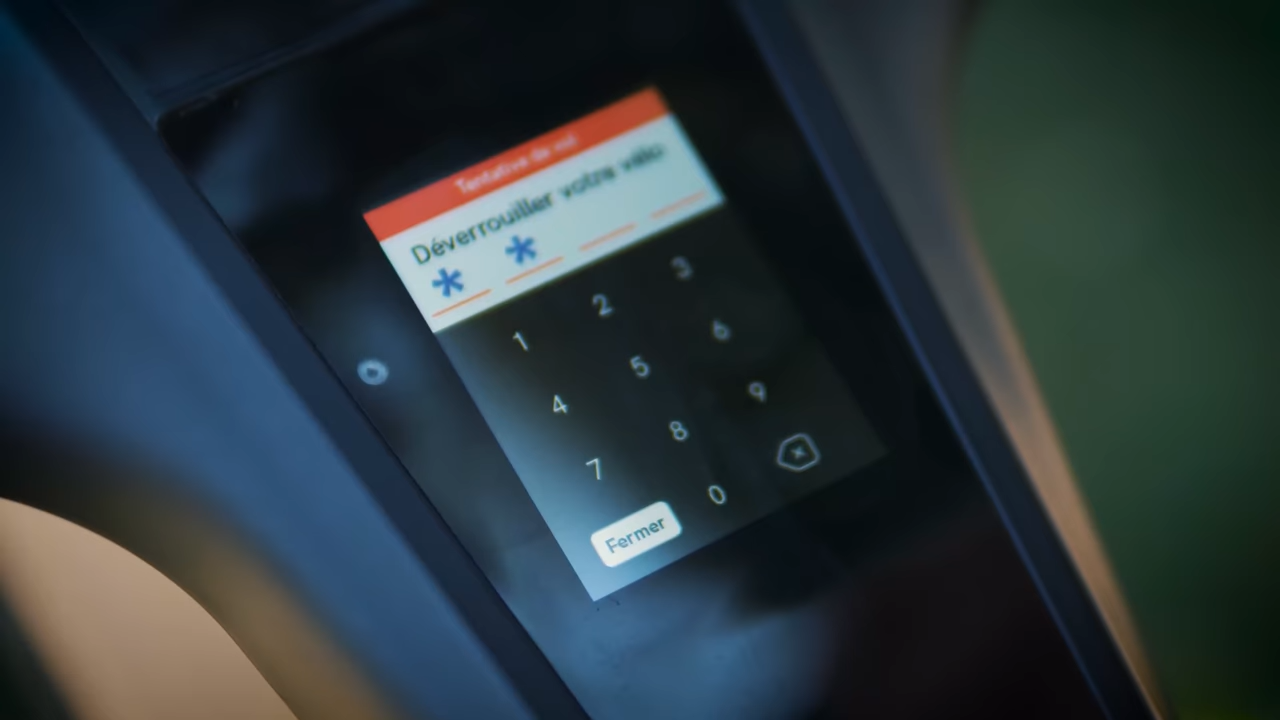 Tentative de vol
Déverrouiller votre vélo
* *
1 2 3
4 5 6
7 8 9
Fermer 0